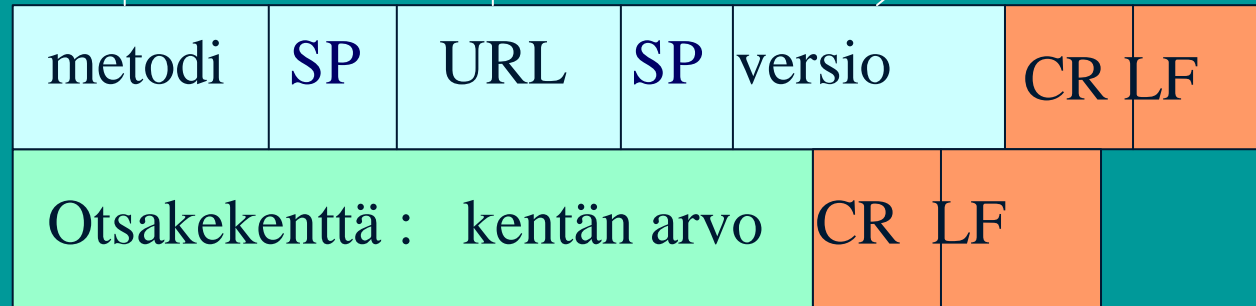 metodi SP URL SP versio CR LF
Otsakekenttä : kentän arvo CR LF